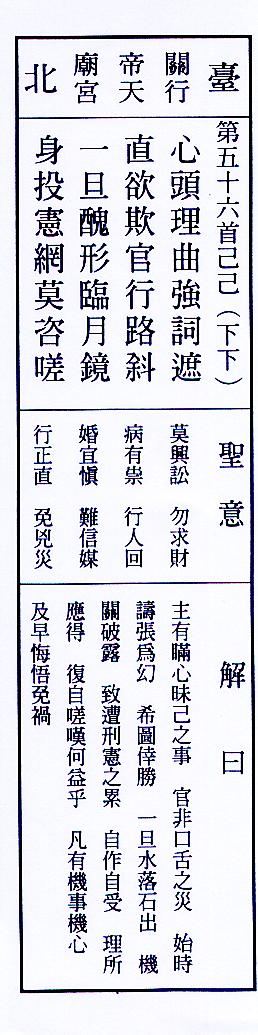 臺
關行
帝天
廟宮
北
第五十六首己己（下下）
心頭理曲強詞遮
直欲欺官行路斜
一旦醜形臨月鏡
身投憲網莫咨嗟
聖意
莫興訟　勿求財
病有祟　行人回
婚宜慎　難信媒
行正直　免兇災
解曰
主有瞞心昧己之事　官非口舌之災　始時
譸張為幻　希圖倖勝　一旦水落石出　機
關破露　致遭刑憲之累　自作自受　理所
應得　復自嗟嘆何益乎　凡有機事機心
及早悔悟免禍